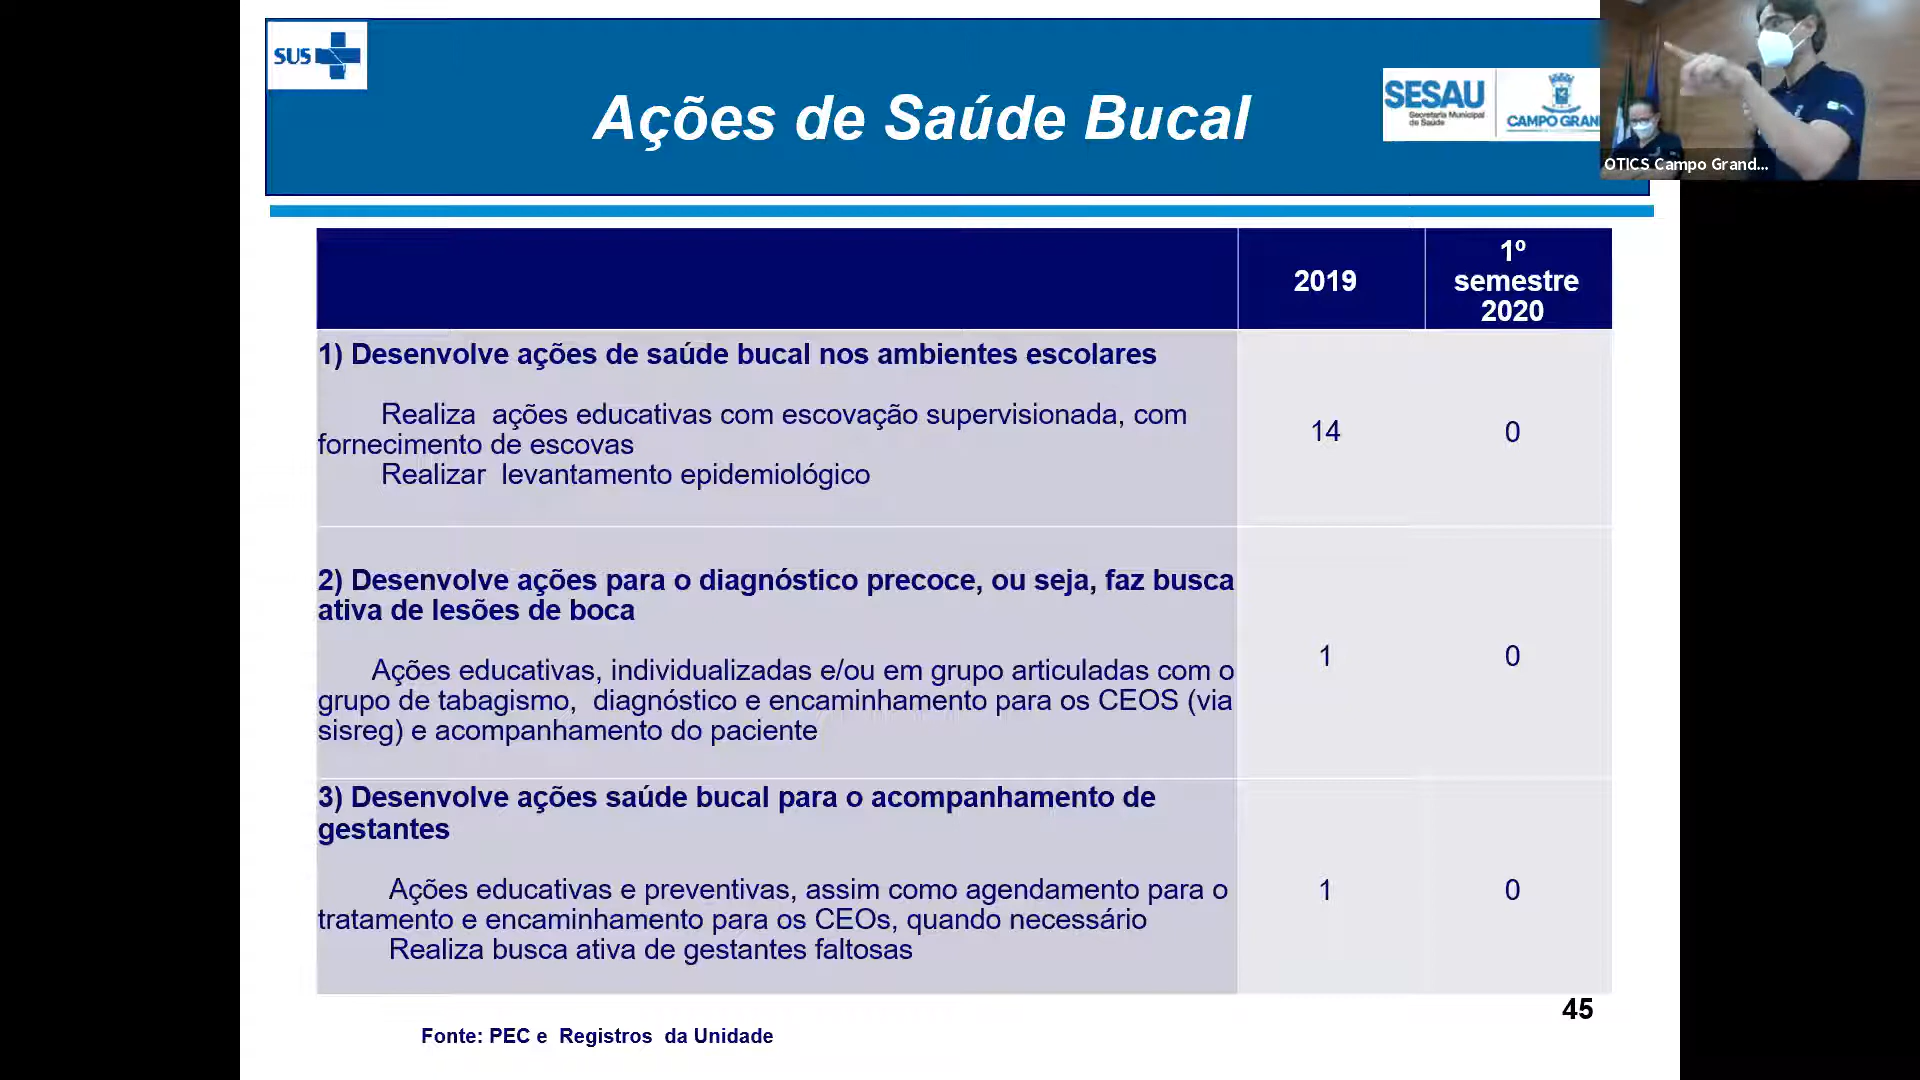 SUS
Ações de Saúde Bucal
SESAU
Secretaria Municipal
de Saúde
CAMPO GRAN
OTICS Campo Grand...
2019
1º
semestre
2020
1) Desenvolve ações de saúde bucal nos ambientes escolares
Realiza ações educativas com escovação supervisionada, com
fornecimento de escovas
Realizar levantamento epidemiológico
14
0
2) Desenvolve ações para o diagnóstico precoce, ou seja, faz busca
ativa de lesões de boca
Ações educativas, individualizadas e/ou em grupo articuladas com o
grupo de tabagismo, diagnóstico e encaminhamento para os CEOS (via
sisreg) e acompanhamento do paciente
1
0
3) Desenvolve ações saúde bucal para o acompanhamento de
gestantes
Ações educativas e preventivas, assim como agendamento para o
tratamento e encaminhamento para os CEOs, quando necessário
Realiza busca ativa de gestantes faltosas
1
0
45
Fonte: PEC e Registros da Unidade